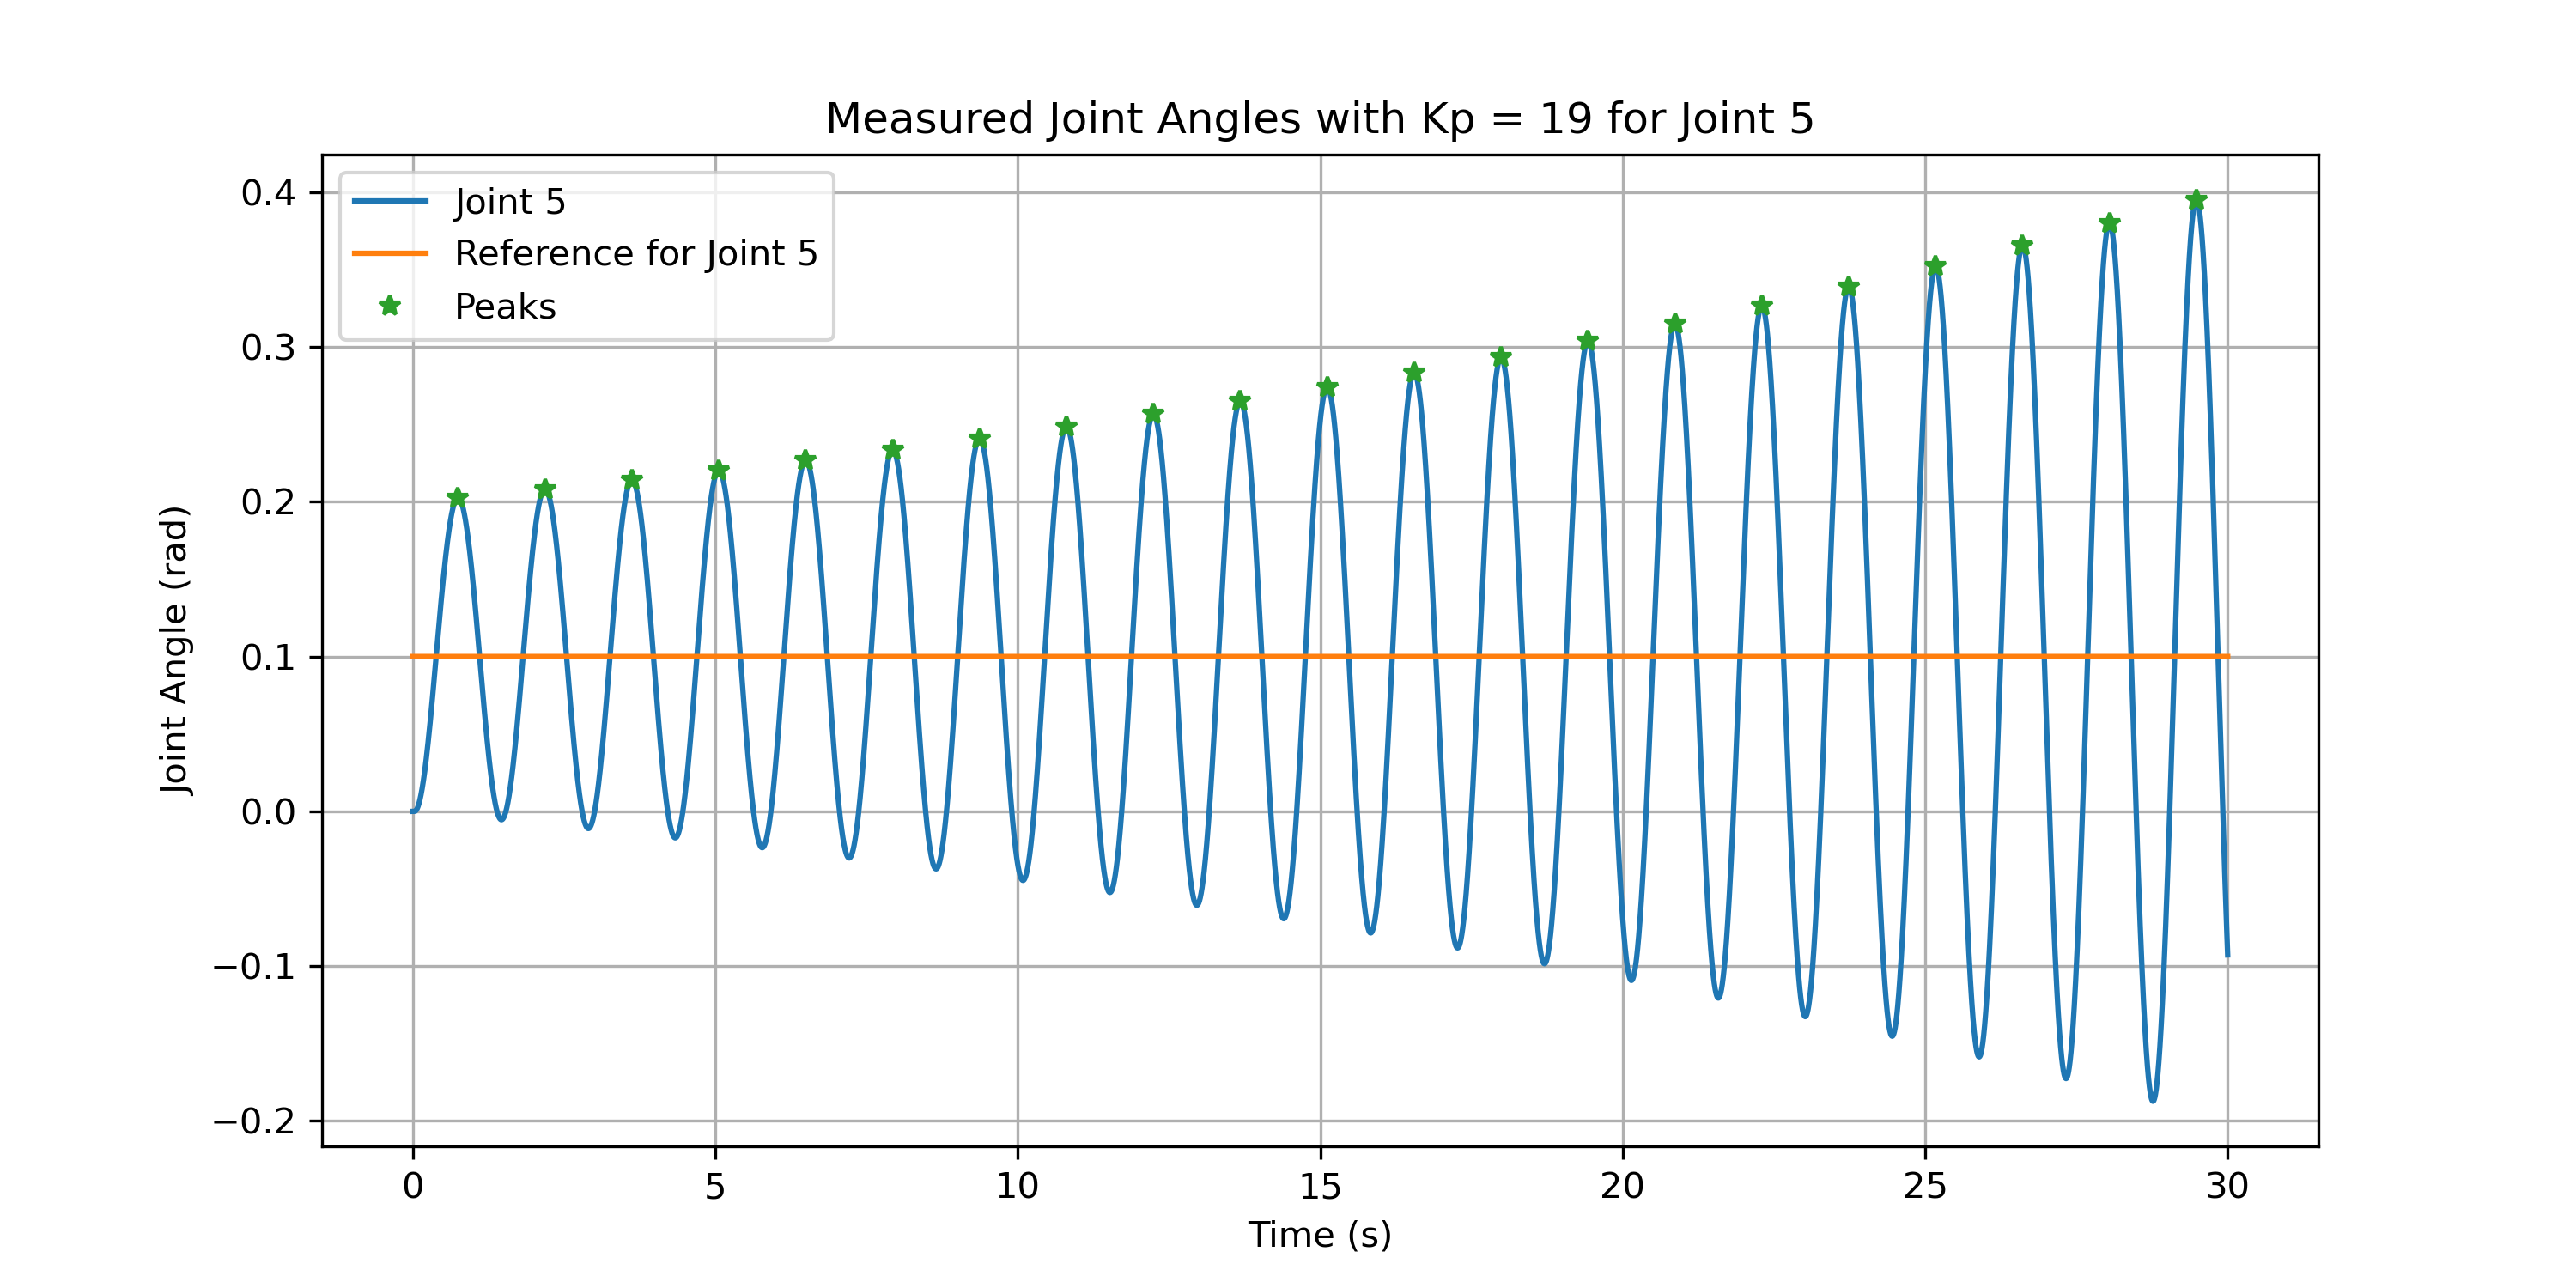 Measured Joint Angles with Kp = 19 for Joint 5
Joint 5
Reference for Joint 5
Peaks
Joint Angle (rad)
0.4
0.3
0.2
0.1
0.0
−0.1
−0.2
0 5 10 15 20 25 30
Time (s)